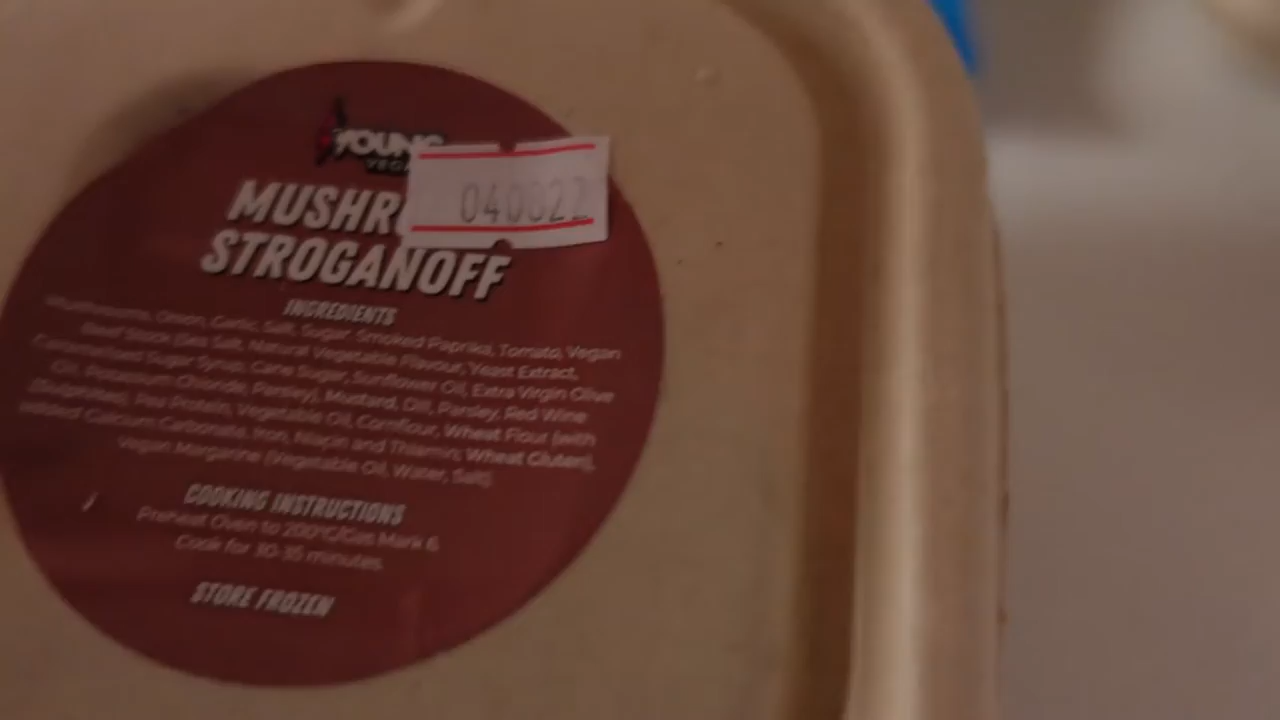 YOUNG
VEGA
040822
MUSHR
STROGANOFF
INGREDIENTS
Mushrooms, Onion, Garlic, Salt, Sugar, Smoked Paprika, Tomato, Vegan
Beef Stock (Sea Salt, Natural Vegetable Flavour, Yeast Extract,
Caramelised Sugar Syrup, Cane Sugar, Sunflower Oil, Extra Virgin Olive
Oil, Potassium Chloride, Parsley), Mustard, Dill, Parsley, Red Wine
(Sulphites), Pea Protein, Vegetable Oil, Cornflour, Wheat Flour (with
added Calcium Carbonate, Iron, Niacin and Thiamin, Wheat Gluten),
Vegan Margarine (Vegetable Oil, Water, Salt)
COOKING INSTRUCTIONS
Preheat Oven to 200°C/Gas Mark 6
Cook for 30-35 minutes.
STORE FROZEN